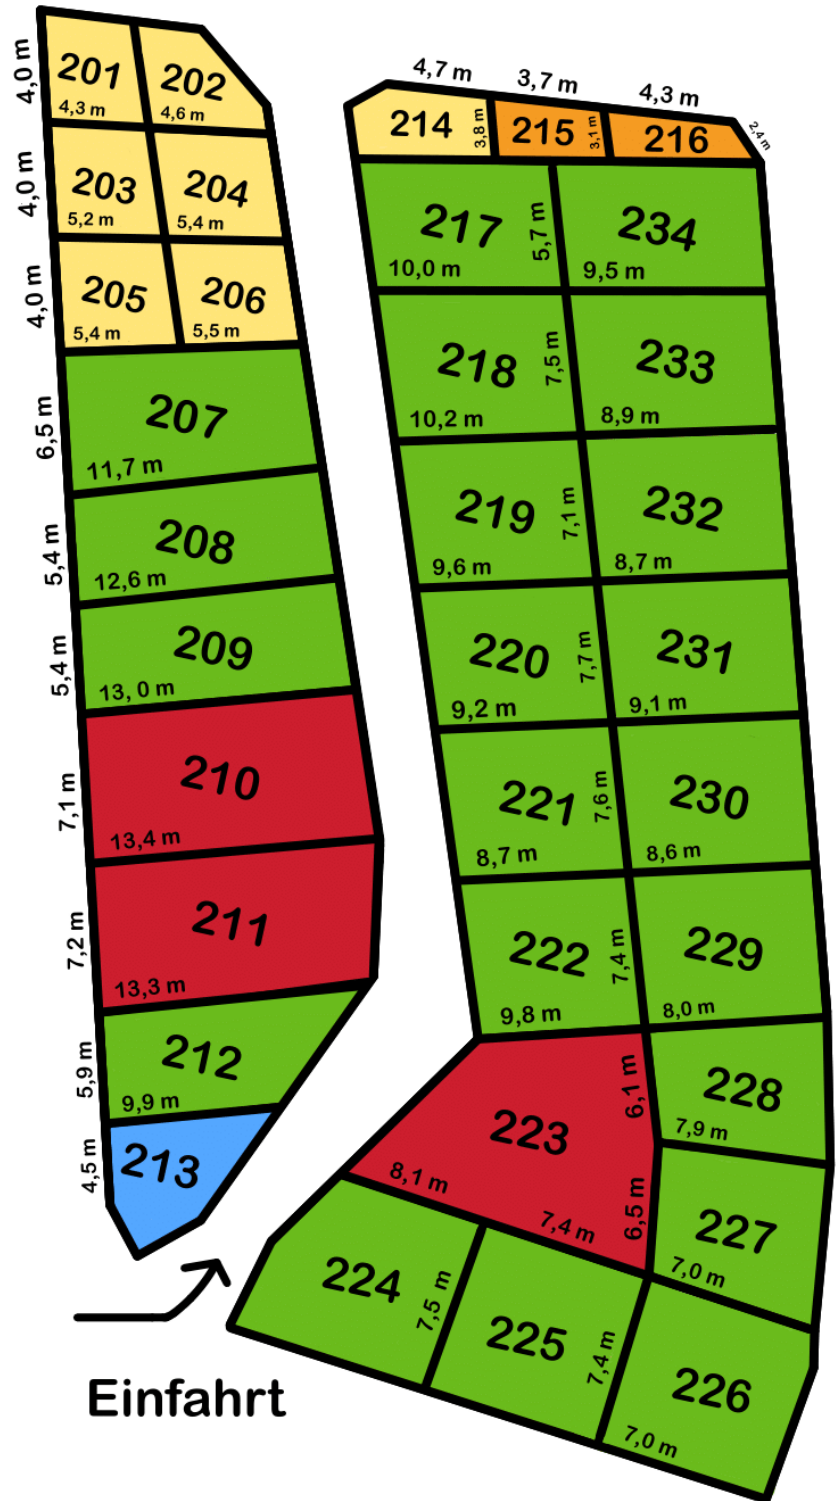 4,0 m
201
4,3 m
202
4,6 m
4,0 m
203
5,2 m
204
5,4 m
4,0 m
205
5,4 m
206
5,5 m
6,5 m
207
11,7 m
5,4 m
208
12,6 m
5,4 m
209
13, 0 m
7,1 m
210
13,4 m
7,2 m
211
13,3 m
5,9 m
212
9,9 m
4,5 m
213
Einfahrt
4,7 m
3,7 m
4,3 m
2,4 m
214
3,8 m
215
3,1 m
216
217
5,7 m
10,0 m
234
9,5 m
218
7,5 m
10,2 m
233
8,9 m
219
7,1 m
9,6 m
232
8,7 m
220
7,7 m
9,2 m
231
9,1 m
221
7,6 m
8,7 m
230
8,6 m
222
7,4 m
9,8 m
229
8,0 m
223
6,1 m
8,1 m
7,4 m
6,5 m
228
7,9 m
227
7,0 m
224
7,5 m
225
7,4 m
226
7,0 m